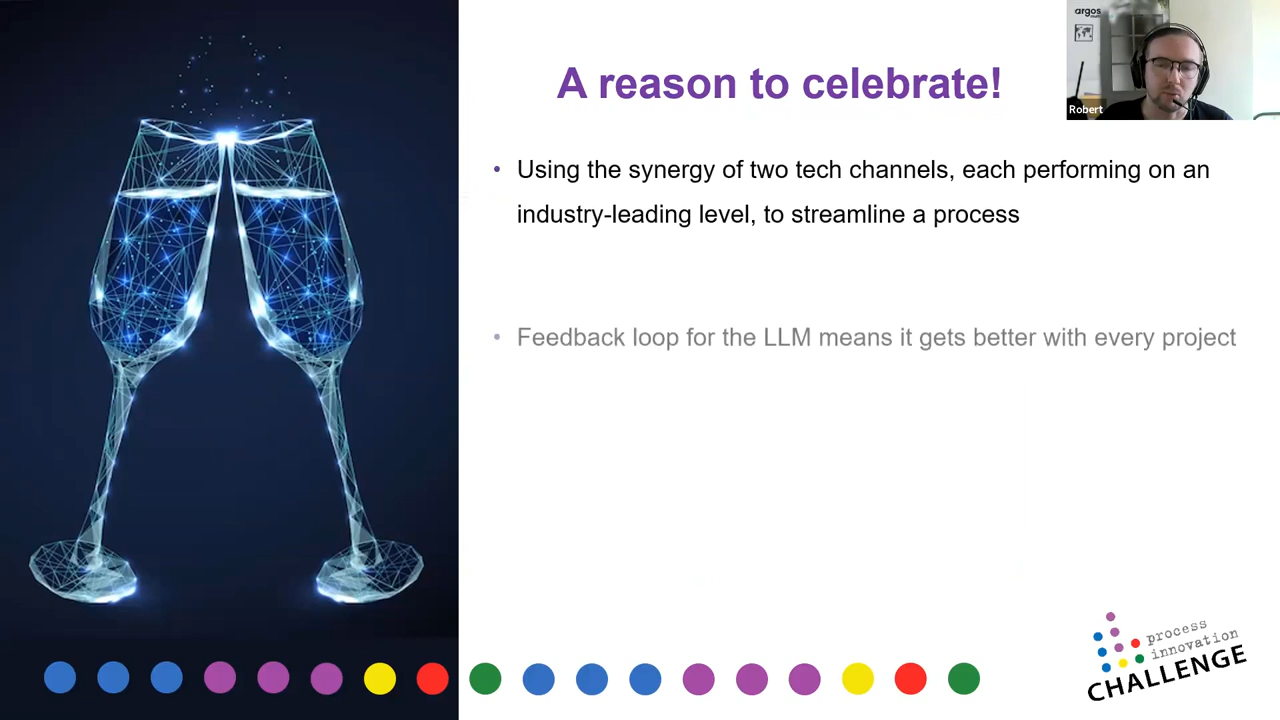 A reason to celebrate!
argos
Robert
• Using the synergy of two tech channels, each performing on an
industry-leading level, to streamline a process
• Feedback loop for the LLM means it gets better with every project
process
innovation
CHALLENGE